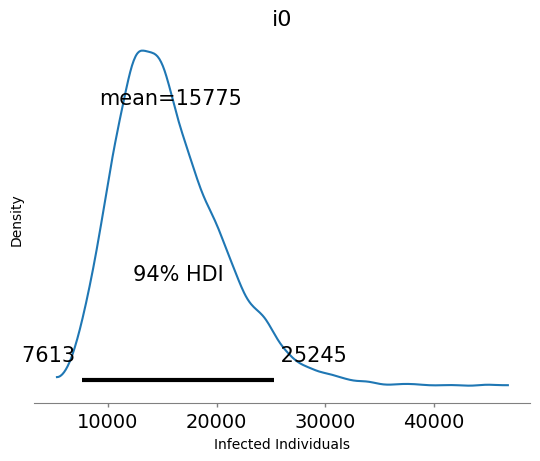 i0
mean=15775
94% HDI
7613 25245
Density
10000 20000 30000 40000
Infected Individuals